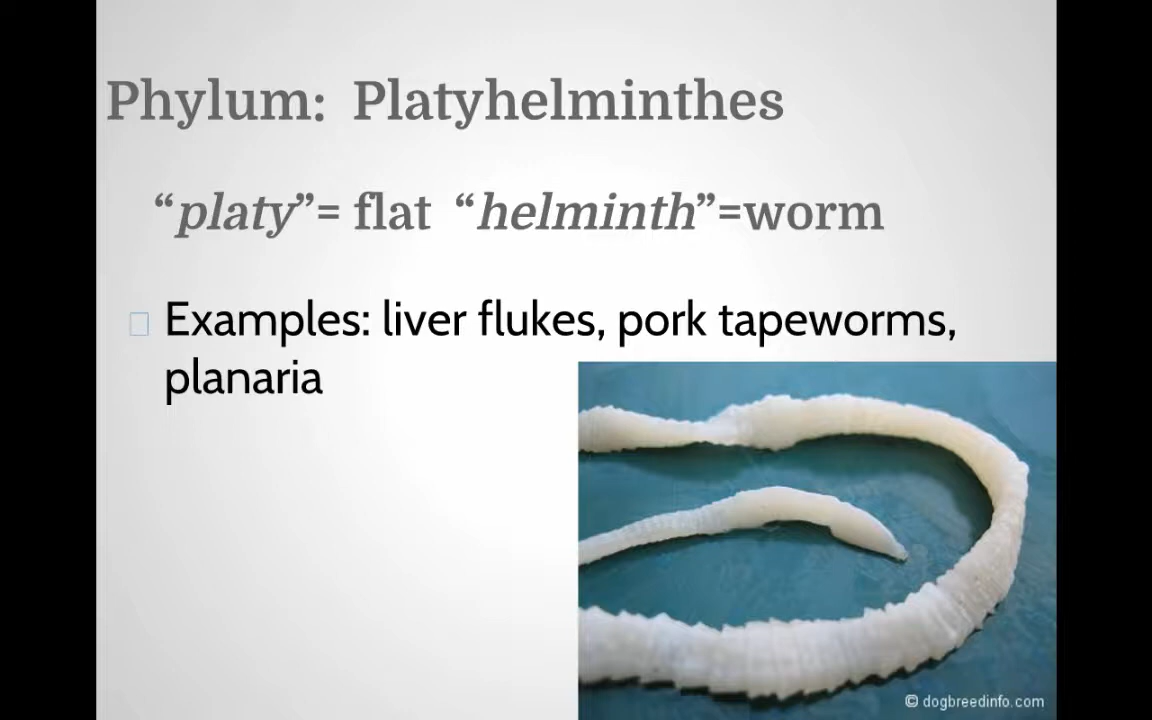 Phylum: Platyhelminthes
“platy”= flat “helminth”=worm
Examples: liver flukes, pork tapeworms,
planaria
© dogbreedinfo.com